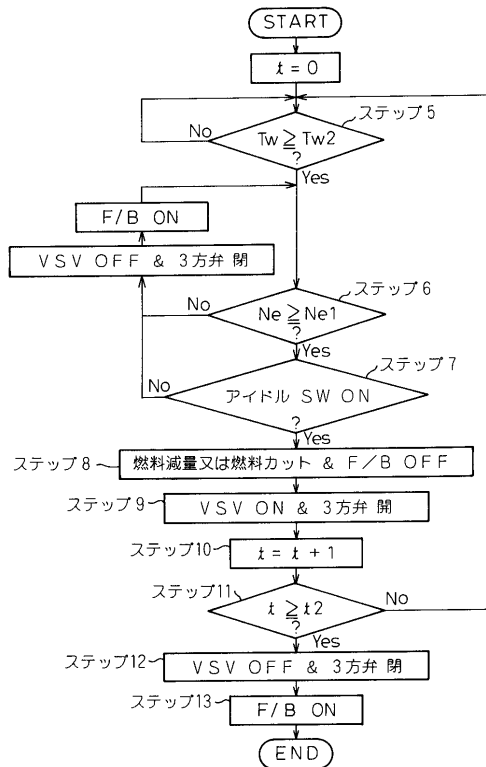 START
t = 0
ステップ5
No
Tw ≧ Tw2
?
Yes
F/B ON
VSV OFF & 3方弁 閉
ステップ6
No
Ne ≧ Ne1
?
Yes
ステップ7
No
アイドル SW ON
?
Yes
ステップ8
燃料減量又は燃料カット & F/B OFF
ステップ9
VSV ON & 3方弁 開
ステップ10
t = t + 1
ステップ11
No
t ≧ t2
?
Yes
ステップ12
VSV OFF & 3方弁 閉
ステップ13
F/B ON
END